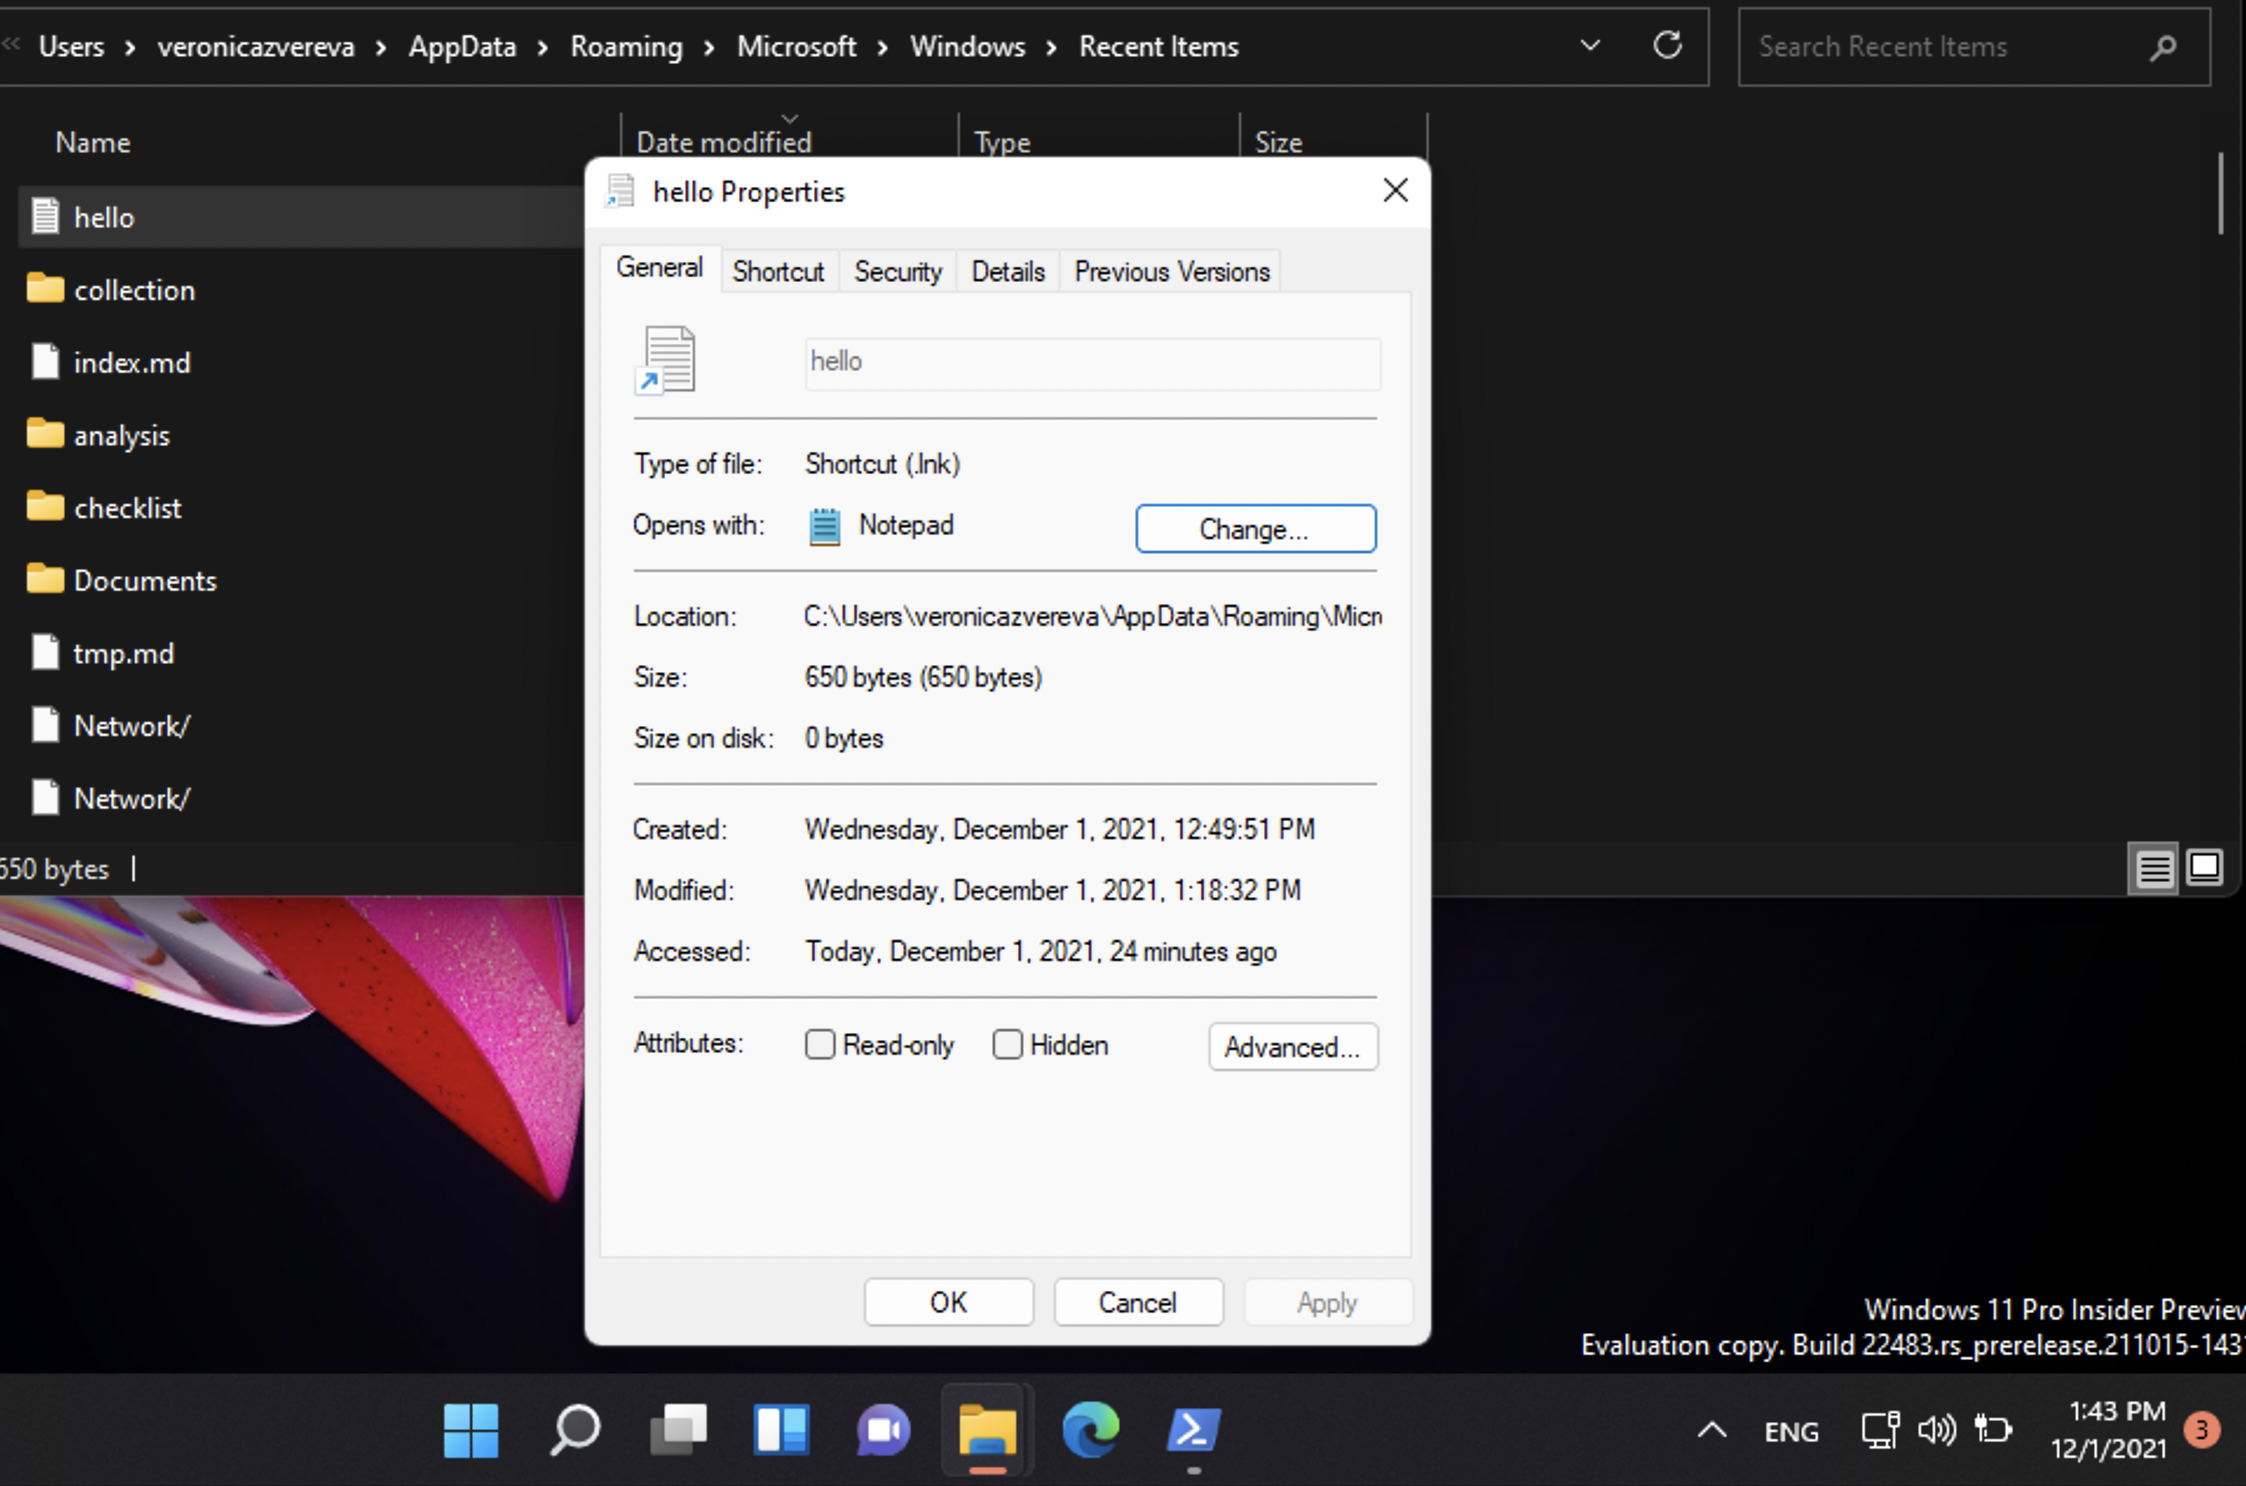 « Users › veronicazvereva › AppData › Roaming › Microsoft › Windows › Recent Items
Search Recent Items
Name Date modified Type Size
hello
collection
index.md
analysis
checklist
Documents
tmp.md
Network/
Network/
650 bytes
hello Properties
General Shortcut Security Details Previous Versions
hello
Type of file: Shortcut (.lnk)
Opens with: Notepad Change...
Location: C:\Users\veronicazvereva\AppData\Roaming\Micr
Size: 650 bytes (650 bytes)
Size on disk: 0 bytes
Created: Wednesday, December 1, 2021, 12:49:51 PM
Modified: Wednesday, December 1, 2021, 1:18:32 PM
Accessed: Today, December 1, 2021, 24 minutes ago
Attributes: Read-only Hidden Advanced...
OK Cancel Apply
Windows 11 Pro Insider Preview
Evaluation copy. Build 22483.rs_prerelease.211015-143
ENG
1:43 PM
12/1/2021
3